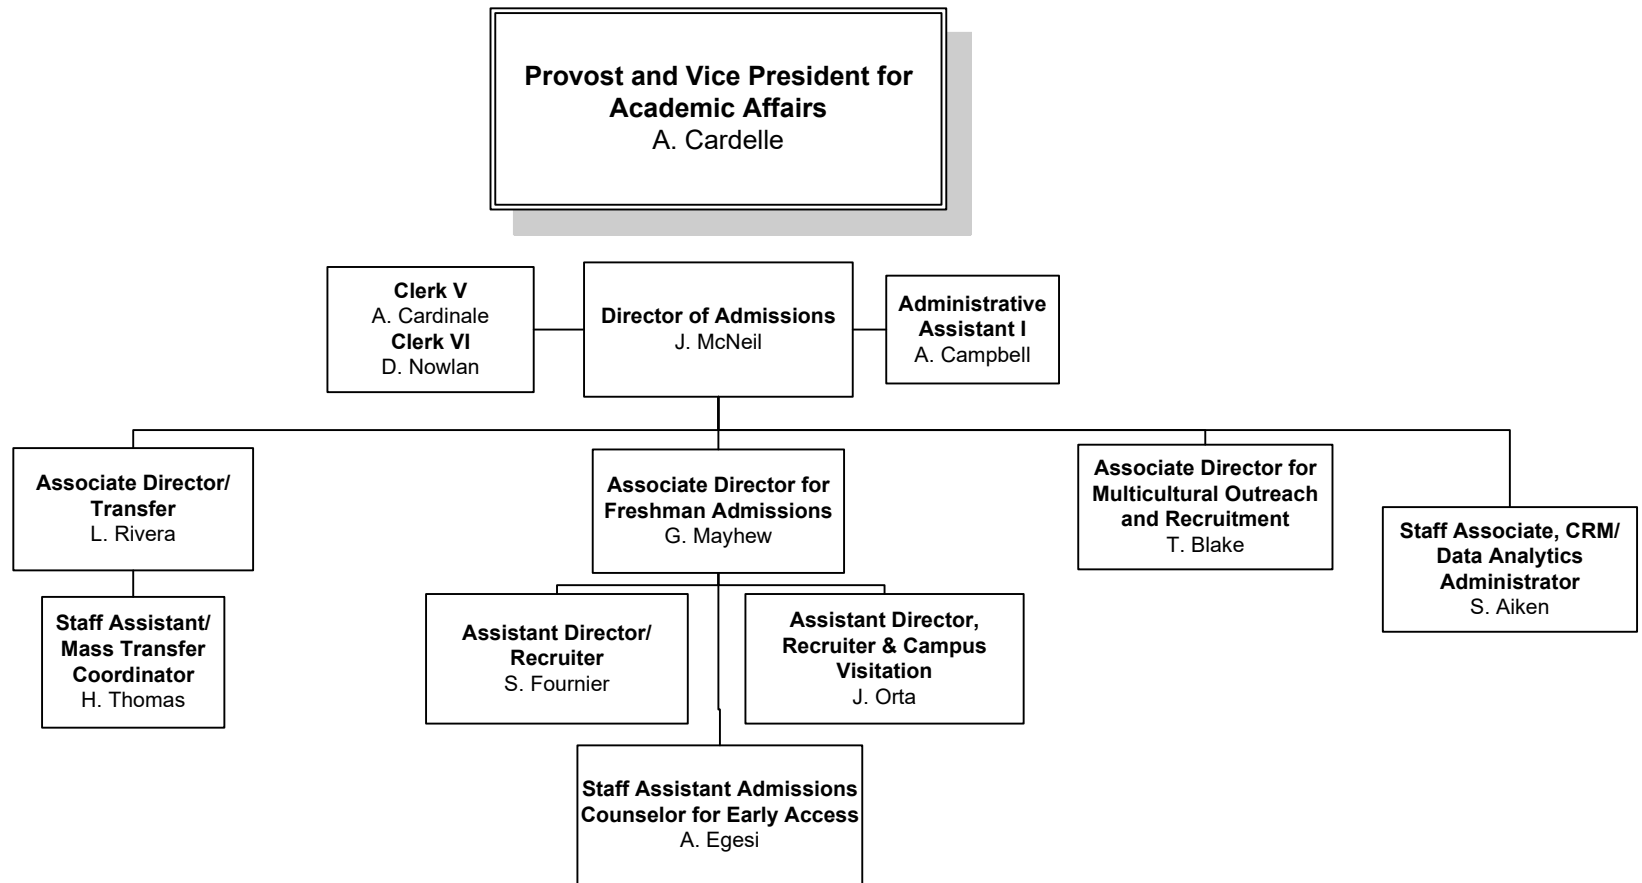 Provost and Vice President for
Academic Affairs
A. Cardelle
Clerk V
A. Cardinale
Clerk VI
D. Nowlan
Director of Admissions
J. McNeil
Administrative
Assistant I
A. Campbell
Associate Director/
Transfer
L. Rivera
Associate Director for
Freshman Admissions
G. Mayhew
Associate Director for
Multicultural Outreach
and Recruitment
T. Blake
Staff Associate, CRM/
Data Analytics
Administrator
S. Aiken
Staff Assistant/
Mass Transfer
Coordinator
H. Thomas
Assistant Director/
Recruiter
S. Fournier
Assistant Director,
Recruiter & Campus
Visitation
J. Orta
Staff Assistant Admissions
Counselor for Early Access
A. Egesi